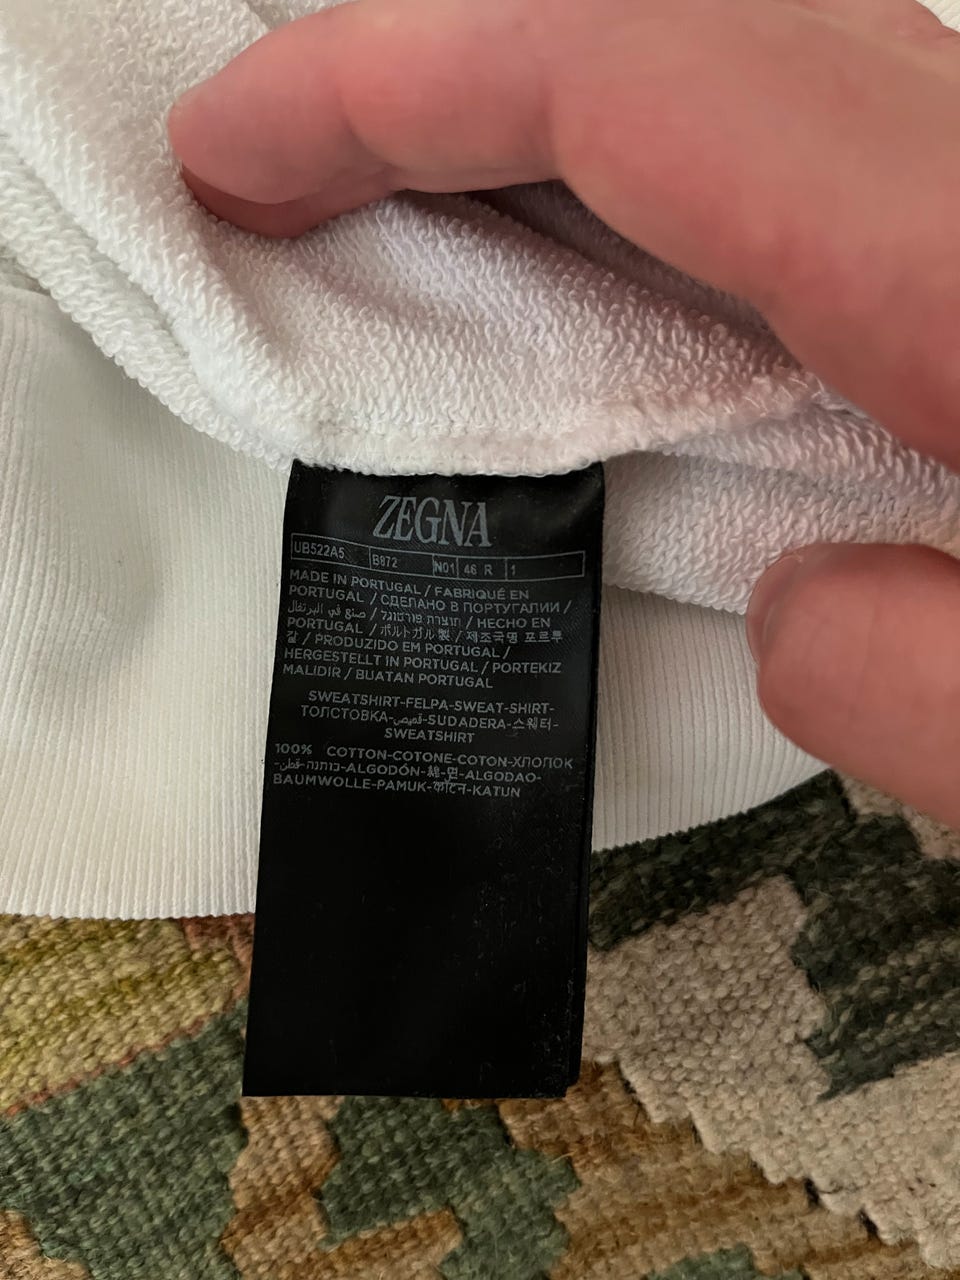 ZEGNA
UB522A5 B872 N01 46 R 1
MADE IN PORTUGAL / FABRIQUÉ EN
PORTUGAL / СДЕЛАНО В ПОРТУГАЛИИ /
صنع في البرتغال / תוצרת פורטוגל / HECHO EN
PORTUGAL / ポルトガル製 / 제조국명 포르투
갈 / PRODUZIDO EM PORTUGAL /
HERGESTELLT IN PORTUGAL / PORTEKIZ
MALIDIR / BUATAN PORTUGAL
SWEATSHIRT-FELPA-SWEAT-SHIRT-
ТОЛСТОВКА-قميص-SUDADERA-스웨터-
SWEATSHIRT
100% COTTON-COTONE-COTON-ХЛОПОК
-قطن-כותנה-ALGODÓN-綿-면-ALGODAO-
BAUMWOLLE-PAMUK-कॉटन-KATUN